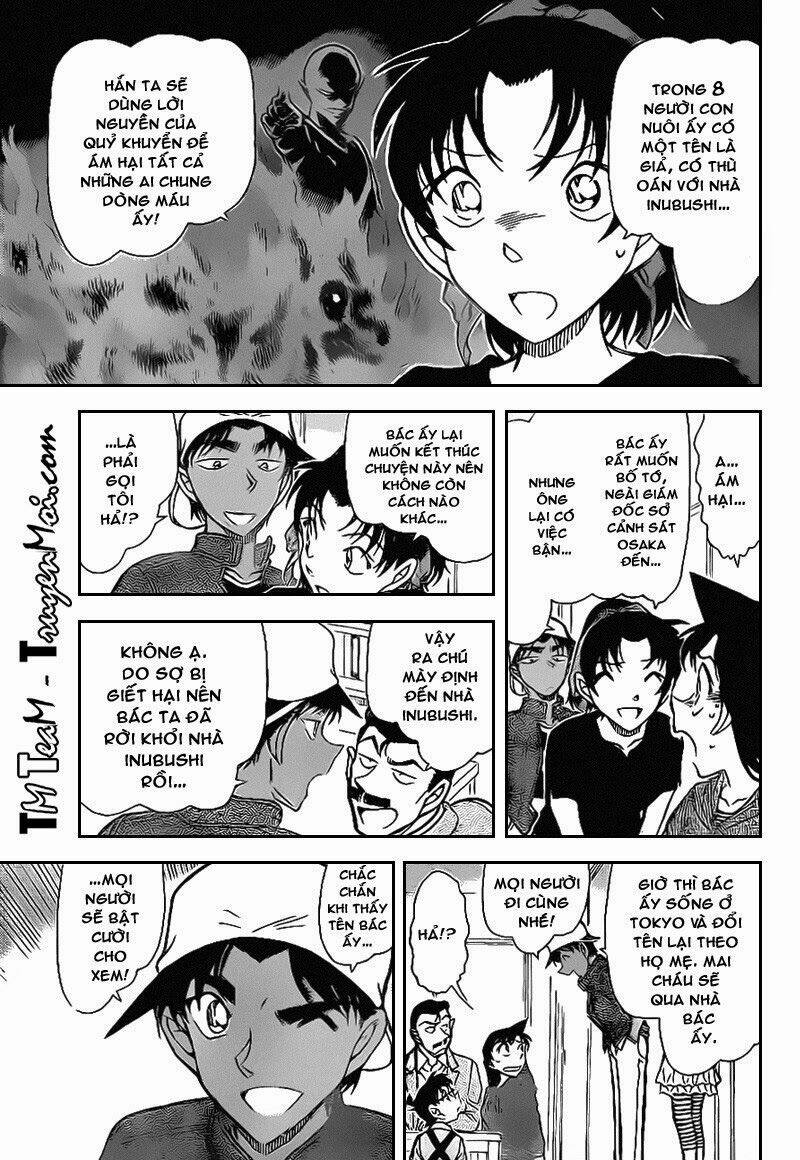 TRONG 8
NGƯỜI CON
NUÔI ẤY CÓ
MỘT TÊN LÀ
GIẢ, CÓ THÙ
OÁN VỚI NHÀ
INUBUSHI...
HẮN TA SẼ
DÙNG LỜI
NGUYỀN CỦA
QUỶ KHUYỂN ĐỂ
ÁM HẠI TẤT CẢ
NHỮNG AI CHUNG
DÒNG MÁU
ẤY!
A...
ÁM
HẠI...
BÁC ẤY
RẤT MUỐN
BỐ TỚ,
NGÀI GIÁM
ĐỐC SỞ
CẢNH SÁT
OSAKA
ĐẾN...
NHƯNG
ÔNG
LẠI CÓ
VIỆC
BẬN...
BÁC ẤY LẠI
MUỐN KẾT THÚC
CHUYỆN NÀY NÊN
KHÔNG CÒN
CÁCH NÀO
KHÁC...
...LÀ
PHẢI
GỌI
TÔI
HẢ!?
VẬY
RA CHÚ
MÀY ĐỊNH
ĐẾN NHÀ
INUBUSHI.
KHÔNG Ạ.
DO SỢ BỊ
GIẾT HẠI NÊN
BÁC TA ĐÃ
RỜI KHỎI NHÀ
INUBUSHI
RỒI...
GIỜ THÌ BÁC
ẤY SỐNG Ở
TOKYO VÀ ĐỔI
TÊN LẠI THEO
HỌ MẸ. MAI
CHÁU SẼ
QUA NHÀ
BÁC
ẤY.
MỌI NGƯỜI
ĐI CÙNG
NHÉ!
HẢ!?
CHẮC
CHẮN
KHI THẤY
TÊN BÁC
ẤY...
...MỌI
NGƯỜI
SẼ BẬT
CƯỜI
CHO
XEM!
TM TEAM - TRUYENMOI.COM